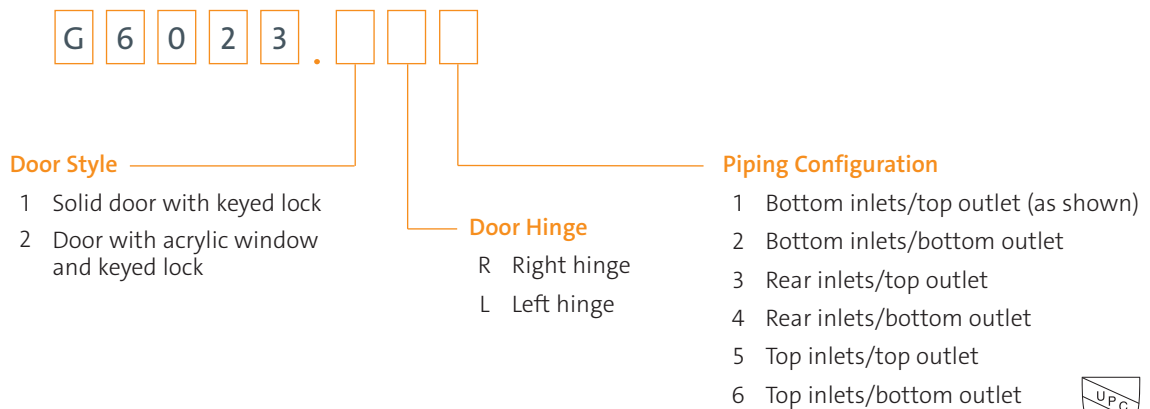 G 6 0 2 3 .
Door Style
1 Solid door with keyed lock
2 Door with acrylic window
and keyed lock
Door Hinge
R Right hinge
L Left hinge
Piping Configuration
1 Bottom inlets/top outlet (as shown)
2 Bottom inlets/bottom outlet
3 Rear inlets/top outlet
4 Rear inlets/bottom outlet
5 Top inlets/top outlet
6 Top inlets/bottom outlet
UPC